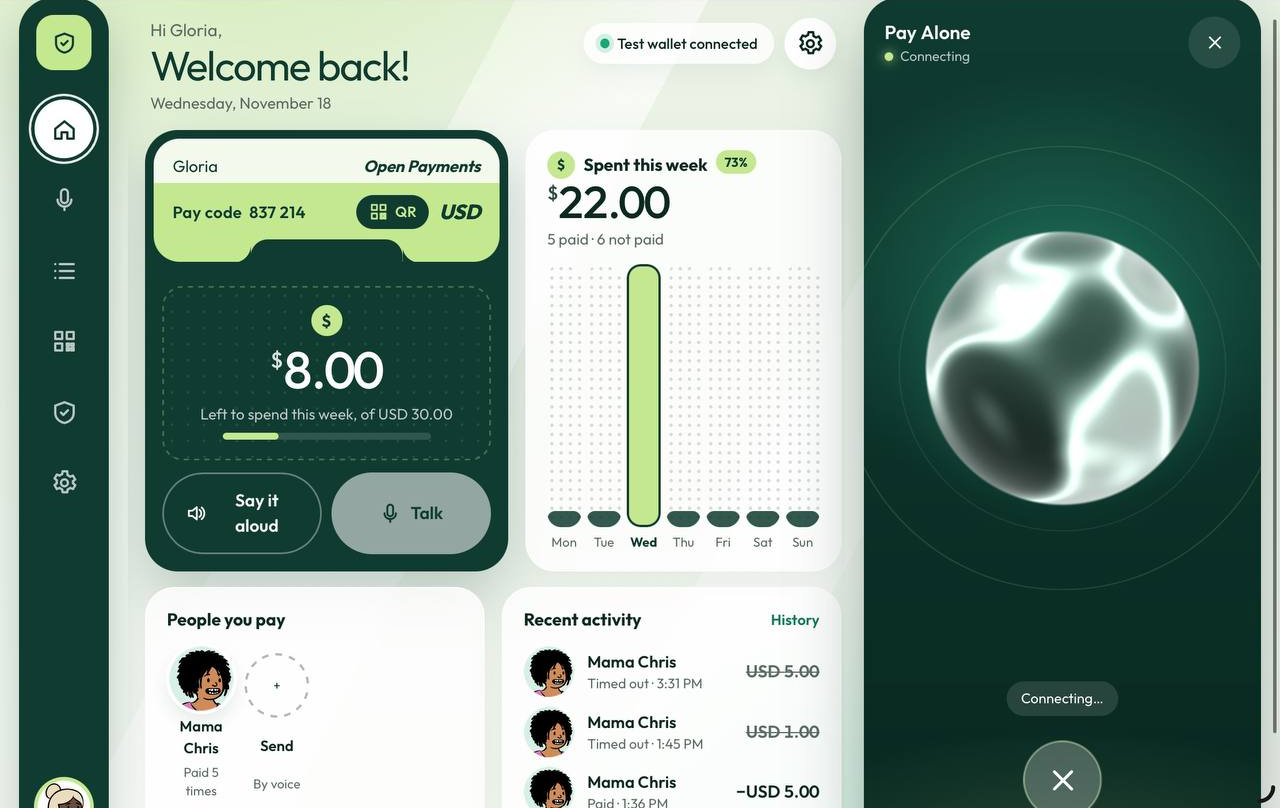 Hi Gloria,
Welcome back!
Wednesday, November 18
Test wallet connected
Gloria
Open Payments
Pay code 837 214
QR
USD
$
$8.00
Left to spend this week, of USD 30.00
Say it
aloud
Talk
$
Spent this week
73%
$22.00
5 paid · 6 not paid
Mon Tue Wed Thu Fri Sat Sun
People you pay
Mama
Chris
Paid 5
times
+
Send
By voice
Recent activity
History
Mama Chris
USD 5.00
Timed out · 3:31 PM
Mama Chris
USD 1.00
Timed out · 1:45 PM
Mama Chris
−USD 5.00
Paid · 1:36 PM
Pay Alone
Connecting
Connecting...